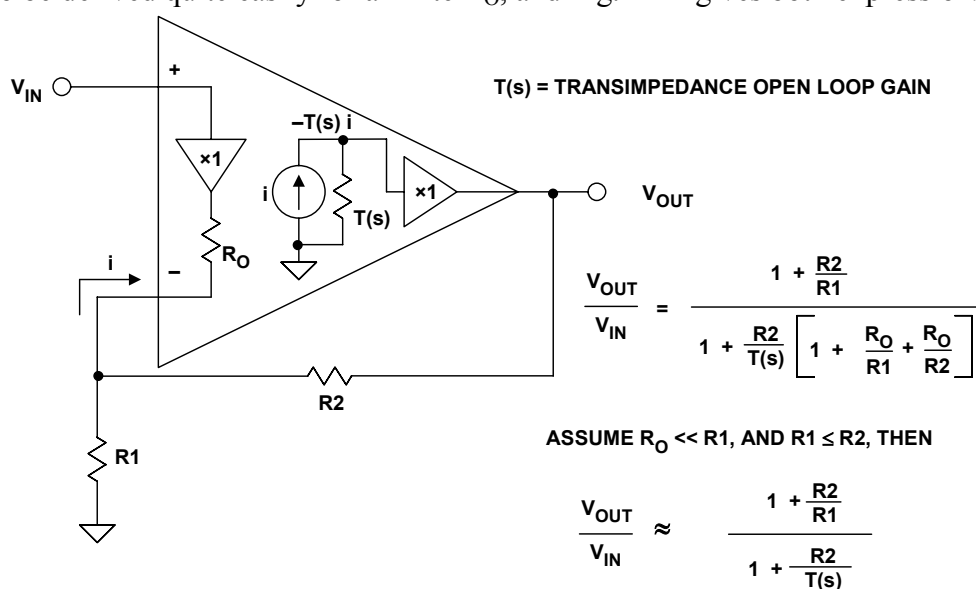 V_IN
+
×1
R_O
–
i
–T(s) i
i
T(s)
×1
V_OUT
R2
R1
T(s) = TRANSIMPEDANCE OPEN LOOP GAIN
V_OUT / V_IN = 1 + R2/R1 / 1 + R2/T(s) [ 1 + R_O/R1 + R_O/R2 ]
ASSUME R_O << R1, AND R1 ≤ R2, THEN
V_OUT / V_IN ≈ 1 + R2/R1 / 1 + R2/T(s)